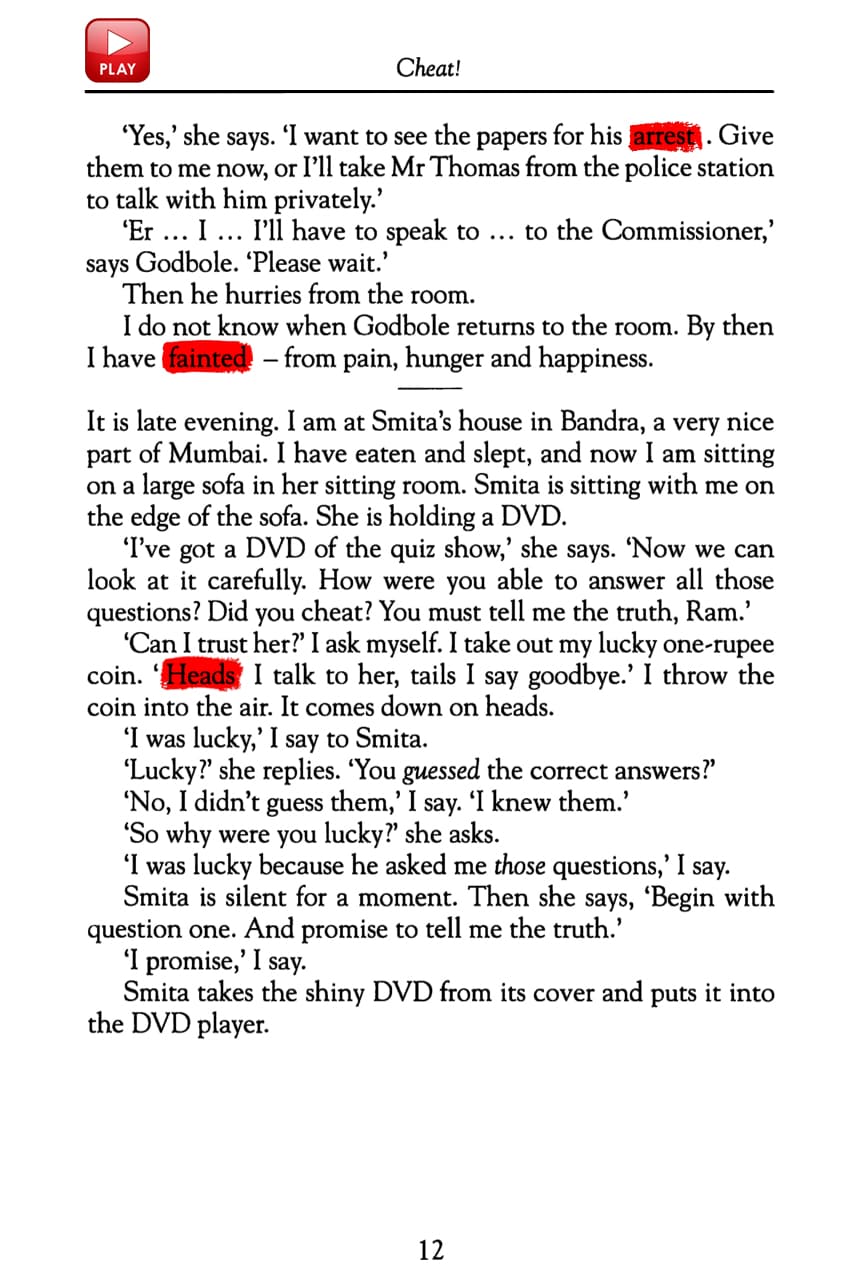 PLAY
Cheat!
‘Yes,’ she says. ‘I want to see the papers for his arrest. Give
them to me now, or I’ll take Mr Thomas from the police station
to talk with him privately.’
‘Er … I … I’ll have to speak to … to the Commissioner,’
says Godbole. ‘Please wait.’
Then he hurries from the room.
I do not know when Godbole returns to the room. By then
I have fainted – from pain, hunger and happiness.
It is late evening. I am at Smita’s house in Bandra, a very nice
part of Mumbai. I have eaten and slept, and now I am sitting
on a large sofa in her sitting room. Smita is sitting with me on
the edge of the sofa. She is holding a DVD.
‘I’ve got a DVD of the quiz show,’ she says. ‘Now we can
look at it carefully. How were you able to answer all those
questions? Did you cheat? You must tell me the truth, Ram.’
‘Can I trust her?’ I ask myself. I take out my lucky one-rupee
coin. ‘Heads I talk to her, tails I say goodbye.’ I throw the
coin into the air. It comes down on heads.
‘I was lucky,’ I say to Smita.
‘Lucky?’ she replies. ‘You guessed the correct answers?’
‘No, I didn’t guess them,’ I say. ‘I knew them.’
‘So why were you lucky?’ she asks.
‘I was lucky because he asked me those questions,’ I say.
Smita is silent for a moment. Then she says, ‘Begin with
question one. And promise to tell me the truth.’
‘I promise,’ I say.
Smita takes the shiny DVD from its cover and puts it into
the DVD player.
12